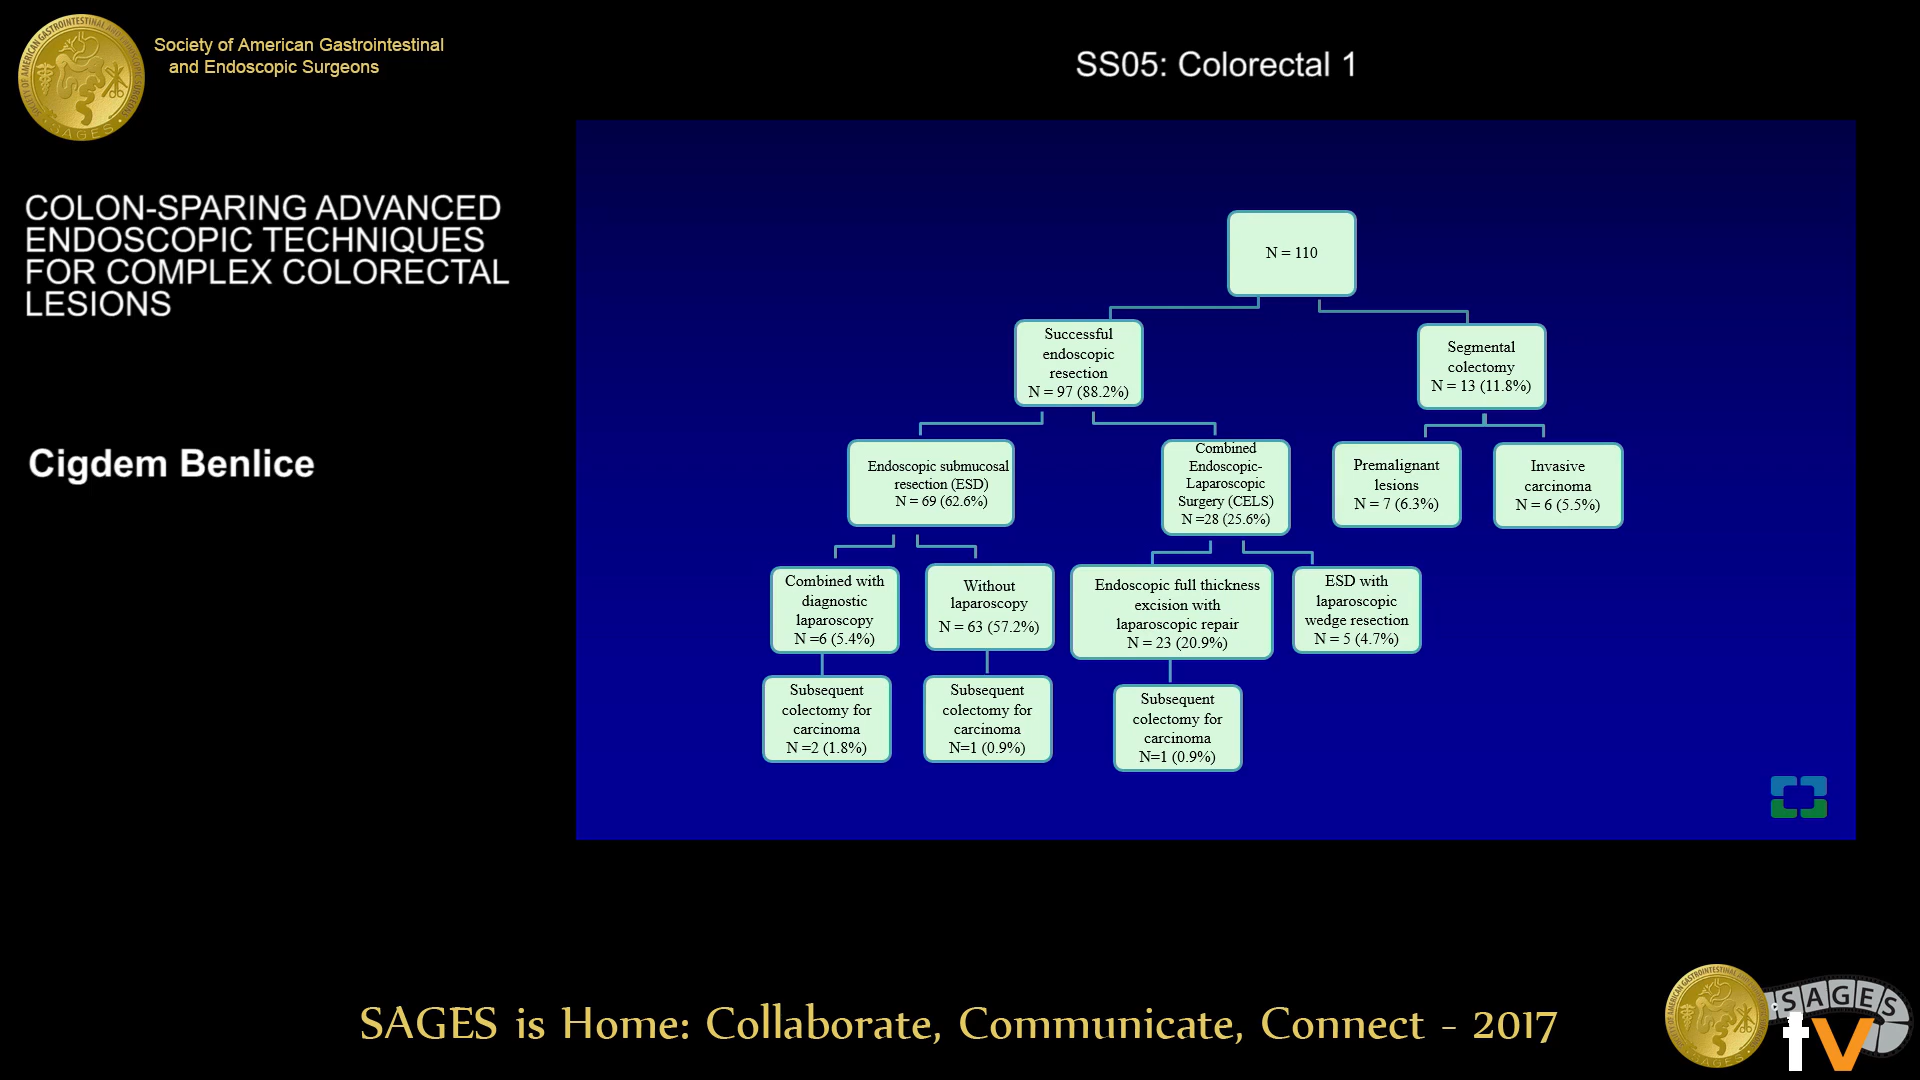 Society of American Gastrointestinal
and Endoscopic Surgeons
SS05: Colorectal 1
COLON-SPARING ADVANCED
ENDOSCOPIC TECHNIQUES
FOR COMPLEX COLORECTAL
LESIONS
Cigdem Benlice
N = 110
Successful
endoscopic
resection
N = 97 (88.2%)
Segmental
colectomy
N = 13 (11.8%)
Endoscopic submucosal
resection (ESD)
N = 69 (62.6%)
Combined
Endoscopic-
Laparoscopic
Surgery (CELS)
N =28 (25.6%)
Premalignant
lesions
N = 7 (6.3%)
Invasive
carcinoma
N = 6 (5.5%)
Combined with
diagnostic
laparoscopy
N =6 (5.4%)
Without
laparoscopy
N = 63 (57.2%)
Endoscopic full thickness
excision with
laparoscopic repair
N = 23 (20.9%)
ESD with
laparoscopic
wedge resection
N = 5 (4.7%)
Subsequent
colectomy for
carcinoma
N =2 (1.8%)
Subsequent
colectomy for
carcinoma
N=1 (0.9%)
Subsequent
colectomy for
carcinoma
N=1 (0.9%)
SAGES is Home: Collaborate, Communicate, Connect - 2017
SAGES
tv